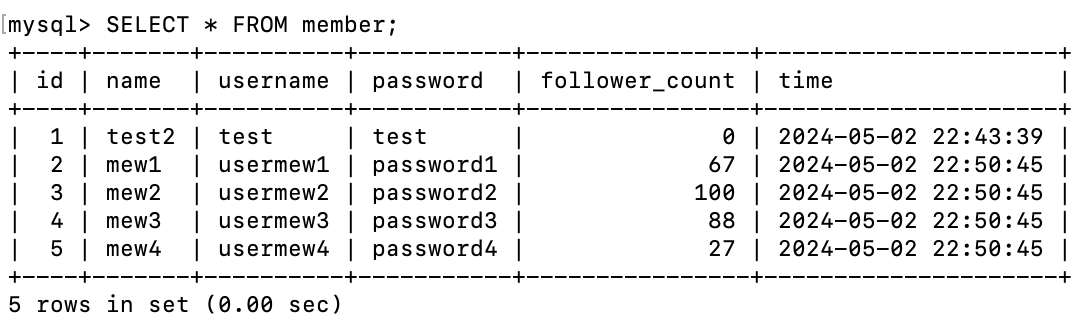 [mysql> SELECT * FROM member;
+----+-------+----------+-----------+----------------+---------------------+
| id | name  | username | password  | follower_count | time                |
+----+-------+----------+-----------+----------------+---------------------+
|  1 | test2 | test     | test      |              0 | 2024-05-02 22:43:39 |
|  2 | mew1  | usermew1 | password1 |             67 | 2024-05-02 22:50:45 |
|  3 | mew2  | usermew2 | password2 |            100 | 2024-05-02 22:50:45 |
|  4 | mew3  | usermew3 | password3 |             88 | 2024-05-02 22:50:45 |
|  5 | mew4  | usermew4 | password4 |             27 | 2024-05-02 22:50:45 |
+----+-------+----------+-----------+----------------+---------------------+
5 rows in set (0.00 sec)